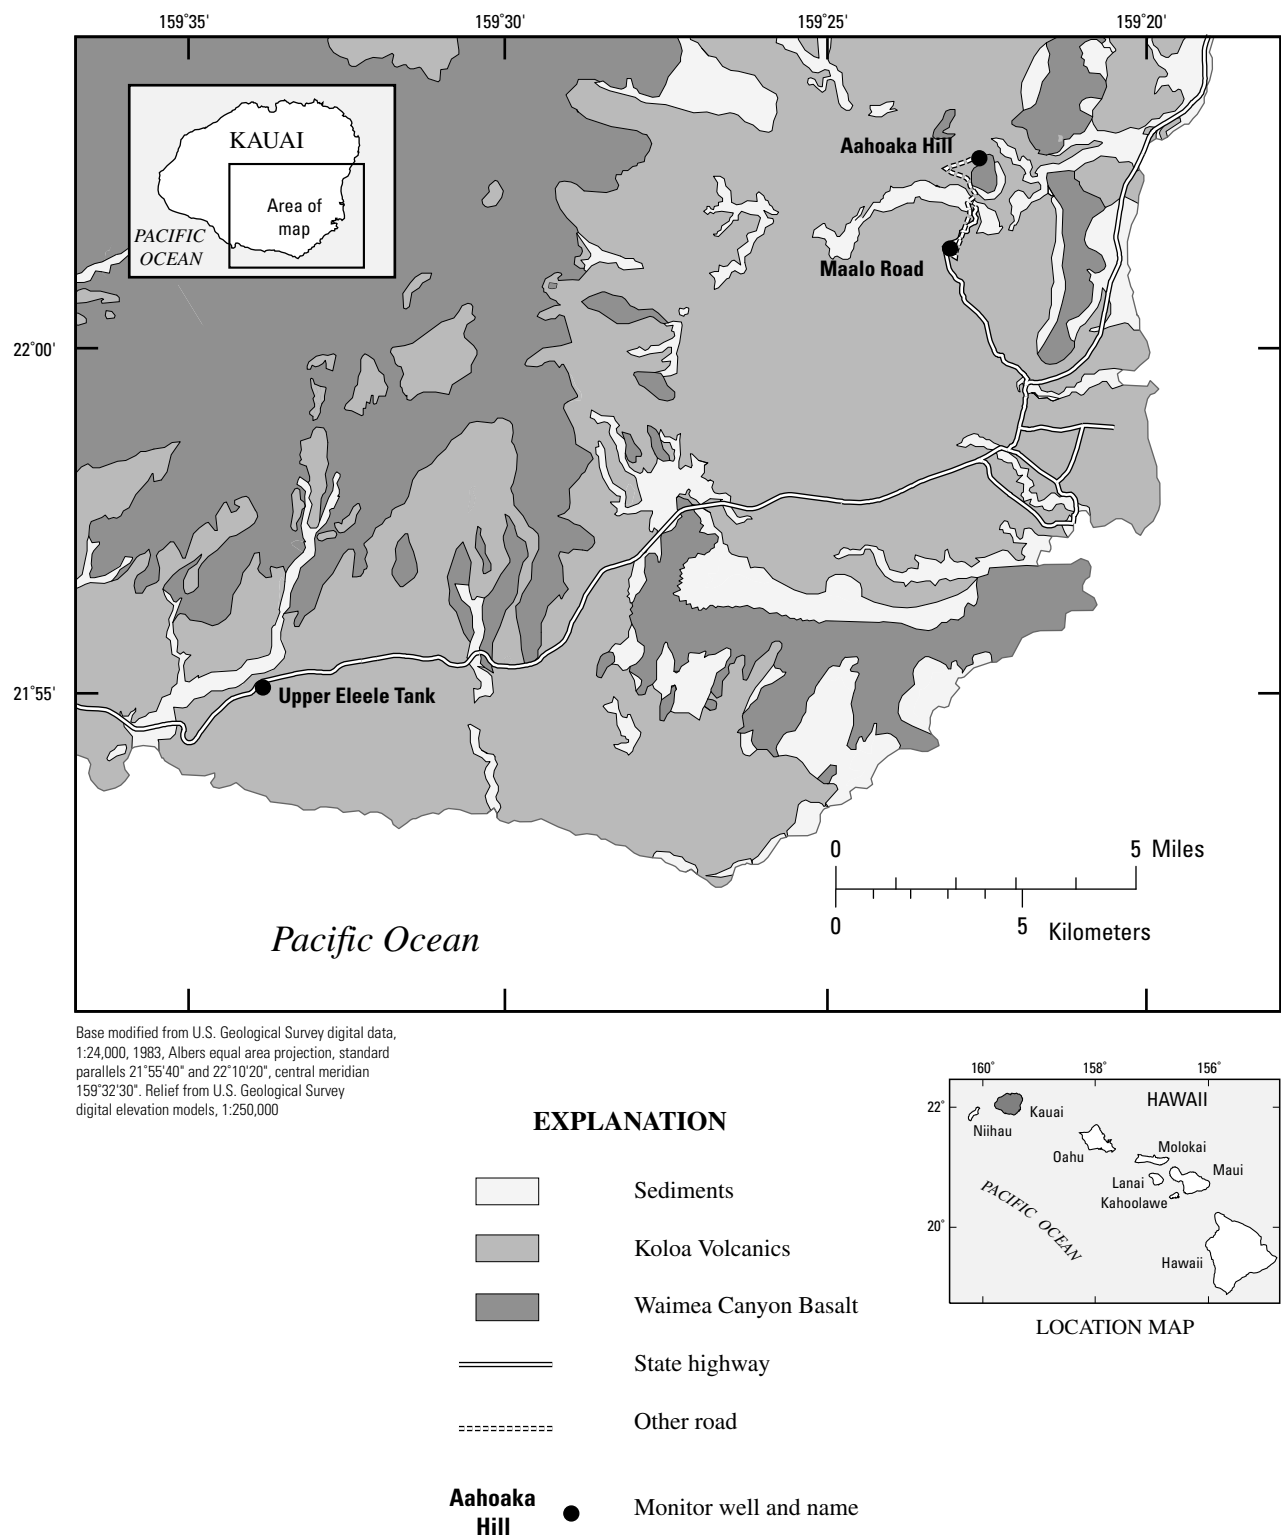 159°35' 159°30' 159°25' 159°20'
KAUAI
Area of
map
PACIFIC
OCEAN
Aahoaka Hill
Maalo Road
22°00'
21°55'
Upper Eleele Tank
0 5 Miles
0 5 Kilometers
Pacific Ocean
Base modified from U.S. Geological Survey digital data,
1:24,000, 1983, Albers equal area projection, standard
parallels 21°55'40" and 22°10'20", central meridian
159°32'30". Relief from U.S. Geological Survey
digital elevation models, 1:250,000
EXPLANATION
Sediments
Koloa Volcanics
Waimea Canyon Basalt
State highway
Other road
Aahoaka
Hill
Monitor well and name
160° 158° 156°
22°
20°
HAWAII
Kauai
Niihau
Oahu
Molokai
Lanai
Maui
Kahoolawe
Hawaii
PACIFIC OCEAN
LOCATION MAP